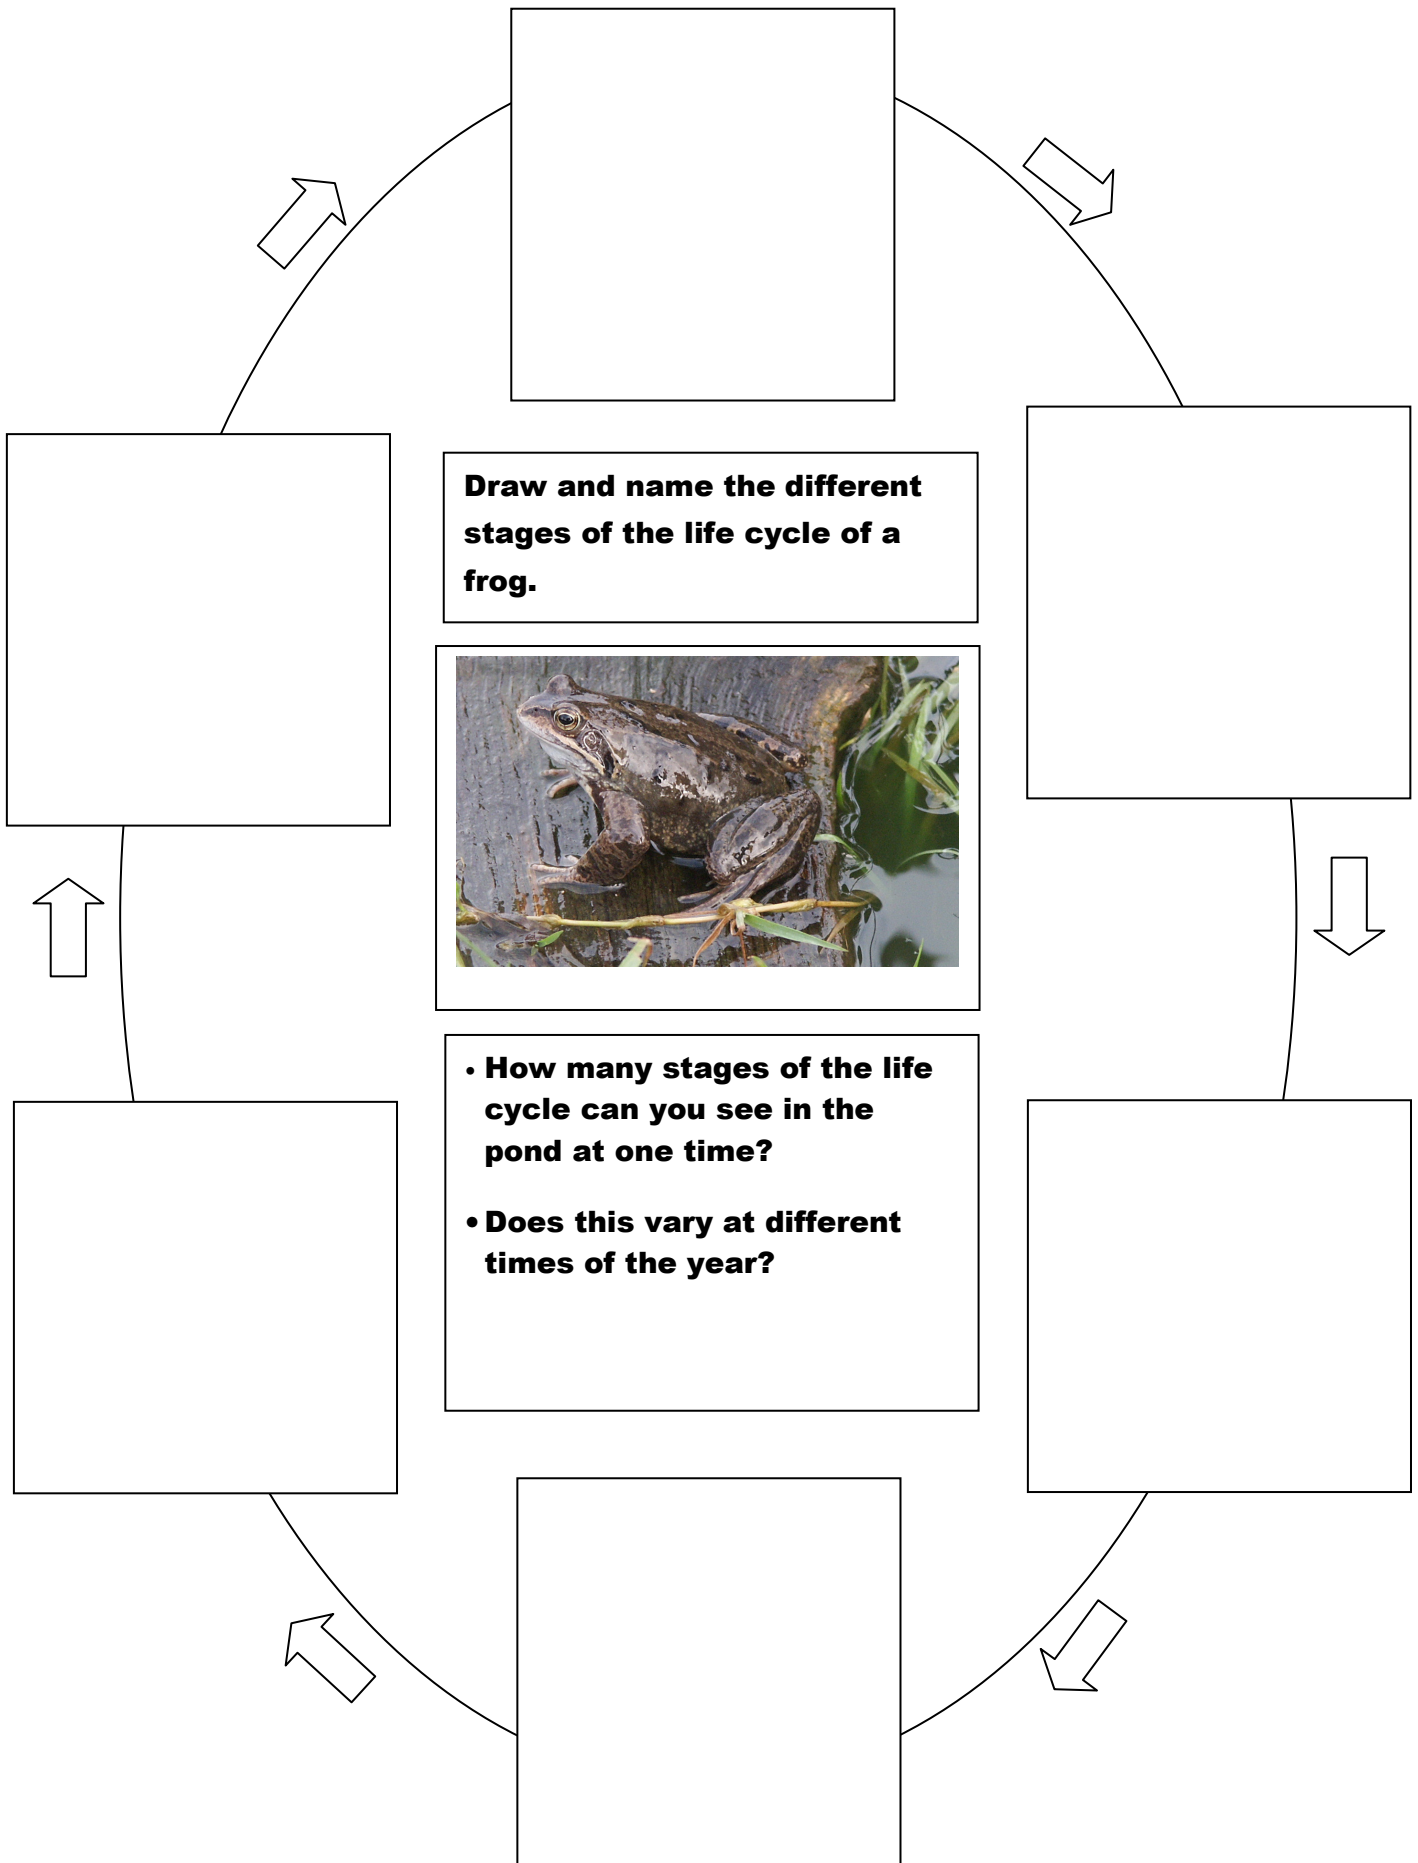 Draw and name the different
stages of the life cycle of a
frog.
• How many stages of the life
cycle can you see in the
pond at one time?
• Does this vary at different
times of the year?